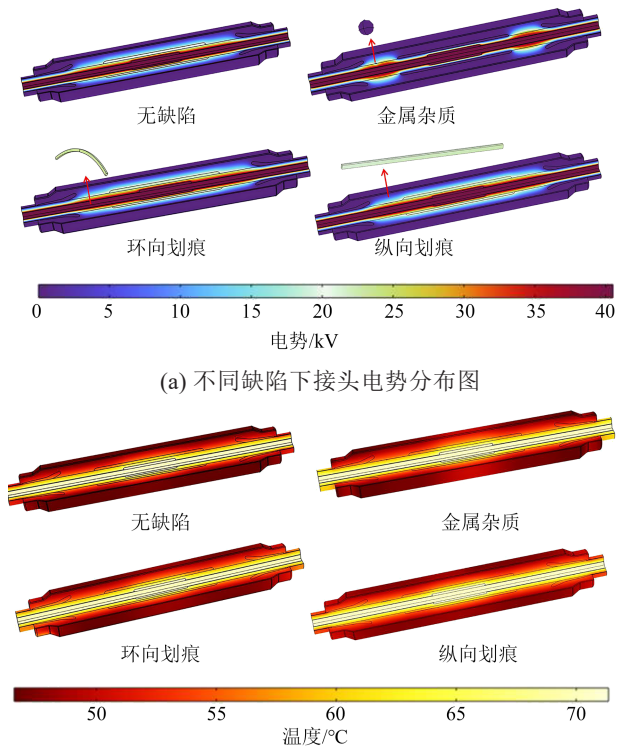 无缺陷
金属杂质
环向划痕
纵向划痕
0 5 10 15 20 25 30 35 40
电势/kV
(a) 不同缺陷下接头电势分布图
无缺陷
金属杂质
环向划痕
纵向划痕
50 55 60 65 70
温度/℃